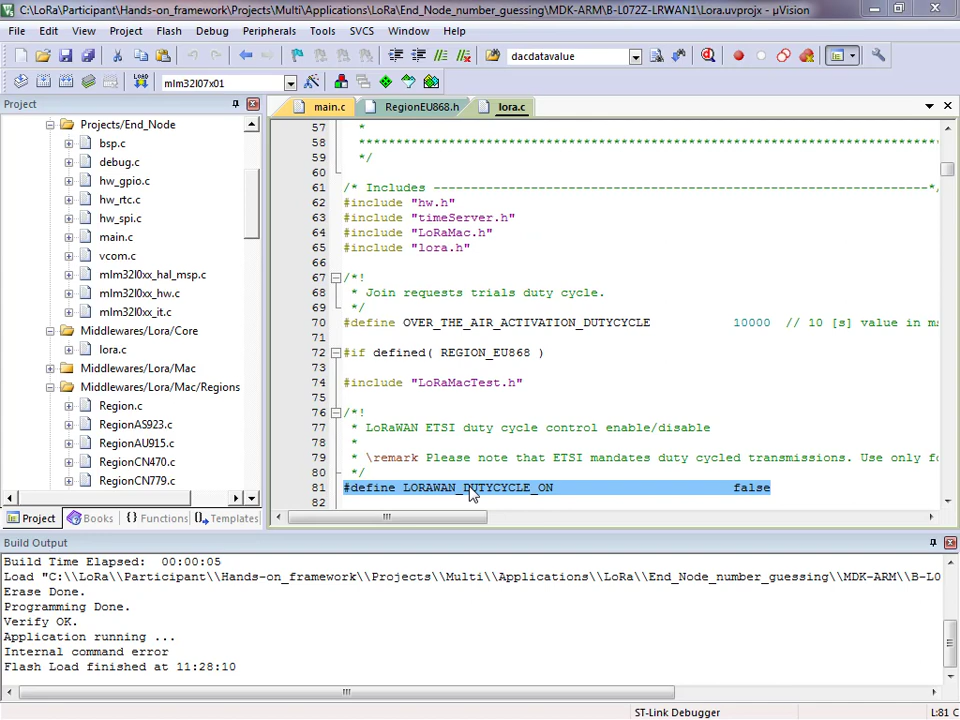 C:\LoRa\Participant\Hands-on_framework\Projects\Multi\Applications\LoRa\End_Node_number_guessing\MDK-ARM\B-L072Z-LRWAN1\Lora.uvprojx - µVision
File Edit View Project Flash Debug Peripherals Tools SVCS Window Help
dacdatavalue
LOAD mlm32l07x01
Project
main.c RegionEU868.h lora.c
Projects/End_Node
bsp.c
debug.c
hw_gpio.c
hw_rtc.c
hw_spi.c
main.c
vcom.c
mlm32l0xx_hal_msp.c
mlm32l0xx_hw.c
mlm32l0xx_it.c
Middlewares/Lora/Core
lora.c
Middlewares/Lora/Mac
Middlewares/Lora/Mac/Regions
Region.c
RegionAS923.c
RegionAU915.c
RegionCN470.c
RegionCN779.c
Project Books {} Functions 0→ Templates
57 *
58 ******************************************************************************
59 */
60
61 /* Includes ------------------------------------------------------------------*/
62 #include "hw.h"
63 #include "timeServer.h"
64 #include "LoRaMac.h"
65 #include "lora.h"
66
67 /*!
68 * Join requests trials duty cycle.
69 */
70 #define OVER_THE_AIR_ACTIVATION_DUTYCYCLE 10000 // 10 [s] value in ms
71
72 #if defined( REGION_EU868 )
73
74 #include "LoRaMacTest.h"
75
76 /*!
77 * LoRaWAN ETSI duty cycle control enable/disable
78 *
79 * \remark Please note that ETSI mandates duty cycled transmissions. Use only fo
80 */
81 #define LORAWAN_DUTYCYCLE_ON false
82
Build Output
Build Time Elapsed: 00:00:05
Load "C:\\LoRa\\Participant\\Hands-on_framework\\Projects\\Multi\\Applications\\LoRa\\End_Node_number_guessing\\MDK-ARM\\B-L0
Erase Done.
Programming Done.
Verify OK.
Application running ...
Internal command error
Flash Load finished at 11:28:10
ST-Link Debugger L:81 C